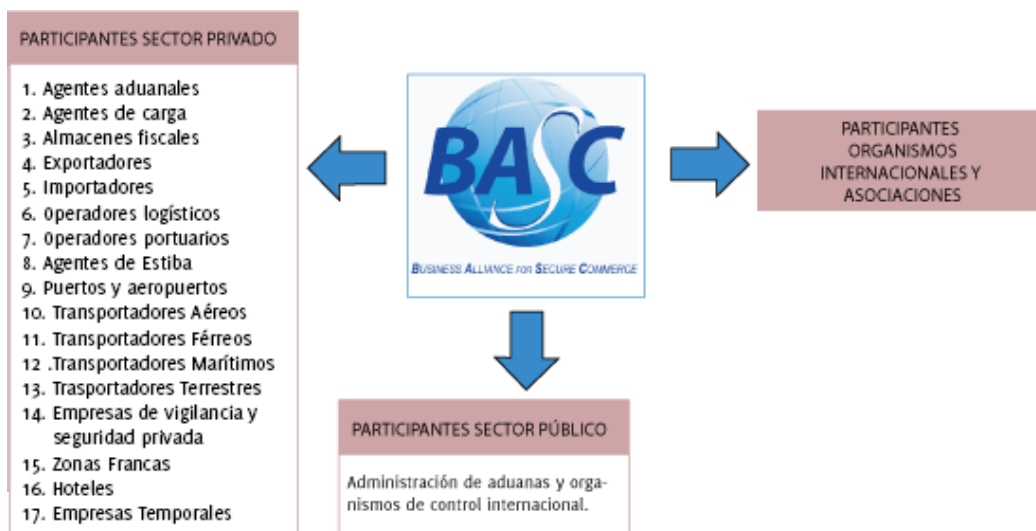 PARTICIPANTES SECTOR PRIVADO
1. Agentes aduanales
2. Agentes de carga
3. Almacenes fiscales
4. Exportadores
5. Importadores
6. Operadores logísticos
7. Operadores portuarios
8. Agentes de Estiba
9. Puertos y aeropuertos
10. Transportadores Aéreos
11. Transportadores Férreos
12 .Transportadores Marítimos
13. Trasportadores Terrestres
14. Empresas de vigilancia y
seguridad privada
15. Zonas Francas
16. Hoteles
17. Empresas Temporales
BASC
BUSINESS ALLIANCE FOR SECURE COMMERCE
PARTICIPANTES
ORGANISMOS
INTERNACIONALES Y
ASOCIACIONES
PARTICIPANTES SECTOR PÚBLICO
Administración de aduanas y orga-
nismos de control internacional.